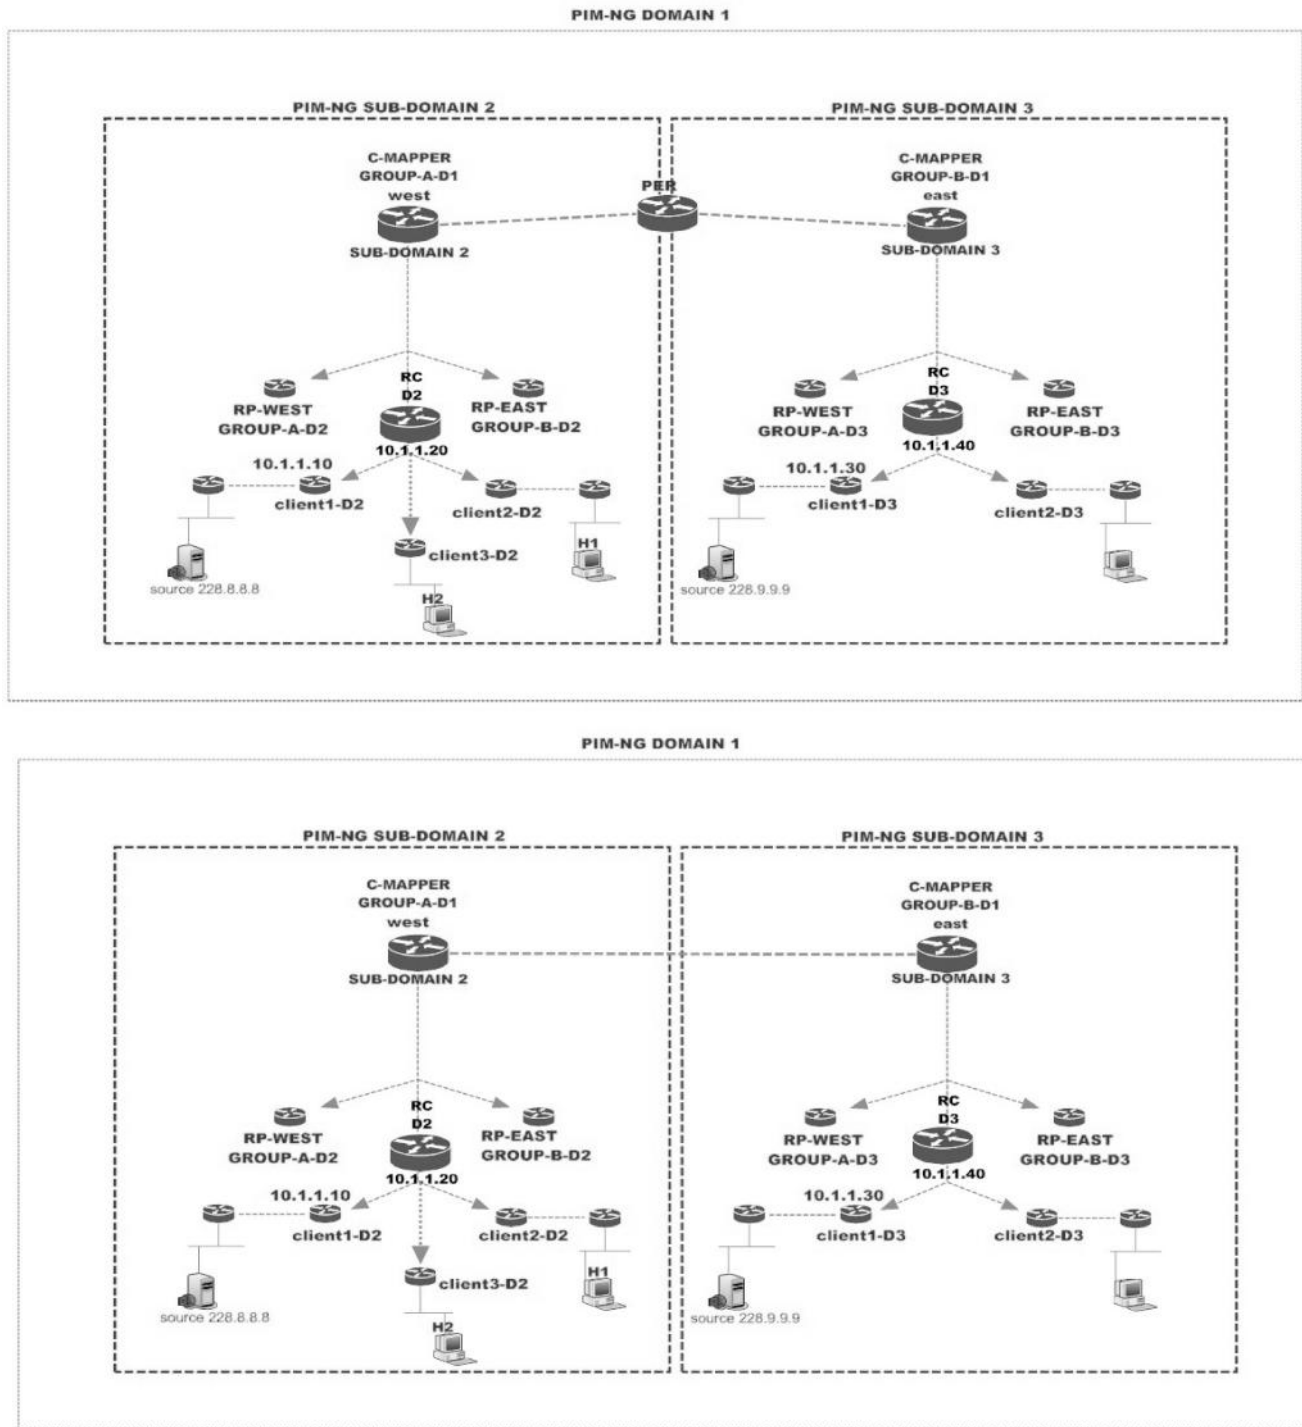 PIM-NG DOMAIN 1
PIM-NG SUB-DOMAIN 2
PIM-NG SUB-DOMAIN 3
C-MAPPER
GROUP-A-D1
west
PER
C-MAPPER
GROUP-B-D1
east
SUB-DOMAIN 2
SUB-DOMAIN 3
RC
D2
RP-WEST
GROUP-A-D2
RP-EAST
GROUP-B-D2
10.1.1.20
RC
D3
RP-WEST
GROUP-A-D3
RP-EAST
GROUP-B-D3
10.1.1.40
10.1.1.10
client1-D2
client2-D2
client3-D2
H1
H2
source 228.8.8.8
10.1.1.30
client1-D3
client2-D3
source 228.9.9.9
PIM-NG DOMAIN 1
PIM-NG SUB-DOMAIN 2
PIM-NG SUB-DOMAIN 3
C-MAPPER
GROUP-A-D1
west
C-MAPPER
GROUP-B-D1
east
SUB-DOMAIN 2
SUB-DOMAIN 3
RC
D2
RP-WEST
GROUP-A-D2
RP-EAST
GROUP-B-D2
10.1.1.20
RC
D3
RP-WEST
GROUP-A-D3
RP-EAST
GROUP-B-D3
10.1.1.40
10.1.1.10
client1-D2
client2-D2
client3-D2
H1
H2
source 228.8.8.8
10.1.1.30
client1-D3
client2-D3
source 228.9.9.9